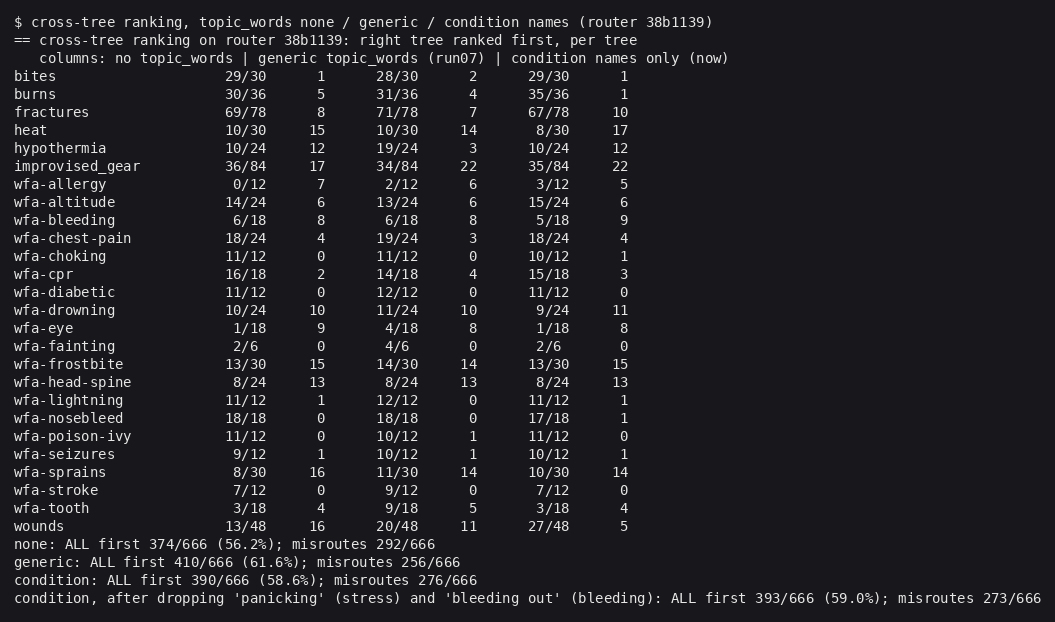 $ cross-tree ranking, topic_words none / generic / condition names (router 38b1139)
== cross-tree ranking on router 38b1139: right tree ranked first, per tree
   columns: no topic_words | generic topic_words (run07) | condition names only (now)
bites                    29/30      1      28/30      2      29/30      1
burns                    30/36      5      31/36      4      35/36      1
fractures                69/78      8      71/78      7      67/78     10
heat                     10/30     15      10/30     14       8/30     17
hypothermia              10/24     12      19/24      3      10/24     12
improvised_gear          36/84     17      34/84     22      35/84     22
wfa-allergy               0/12      7       2/12      6       3/12      5
wfa-altitude             14/24      6      13/24      6      15/24      6
wfa-bleeding              6/18      8       6/18      8       5/18      9
wfa-chest-pain           18/24      4      19/24      3      18/24      4
wfa-choking              11/12      0      11/12      0      10/12      1
wfa-cpr                  16/18      2      14/18      4      15/18      3
wfa-diabetic             11/12      0      12/12      0      11/12      0
wfa-drowning             10/24     10      11/24     10       9/24     11
wfa-eye                   1/18      9       4/18      8       1/18      8
wfa-fainting              2/6       0       4/6       0       2/6       0
wfa-frostbite            13/30     15      14/30     14      13/30     15
wfa-head-spine            8/24     13       8/24     13       8/24     13
wfa-lightning            11/12      1      12/12      0      11/12      1
wfa-nosebleed            18/18      0      18/18      0      17/18      1
wfa-poison-ivy           11/12      0      10/12      1      11/12      0
wfa-seizures              9/12      1      10/12      1      10/12      1
wfa-sprains               8/30     16      11/30     14      10/30     14
wfa-stroke                7/12      0       9/12      0       7/12      0
wfa-tooth                 3/18      4       9/18      5       3/18      4
wounds                   13/48     16      20/48     11      27/48      5
none: ALL first 374/666 (56.2%); misroutes 292/666
generic: ALL first 410/666 (61.6%); misroutes 256/666
condition: ALL first 390/666 (58.6%); misroutes 276/666
condition, after dropping 'panicking' (stress) and 'bleeding out' (bleeding): ALL first 393/666 (59.0%); misroutes 273/666